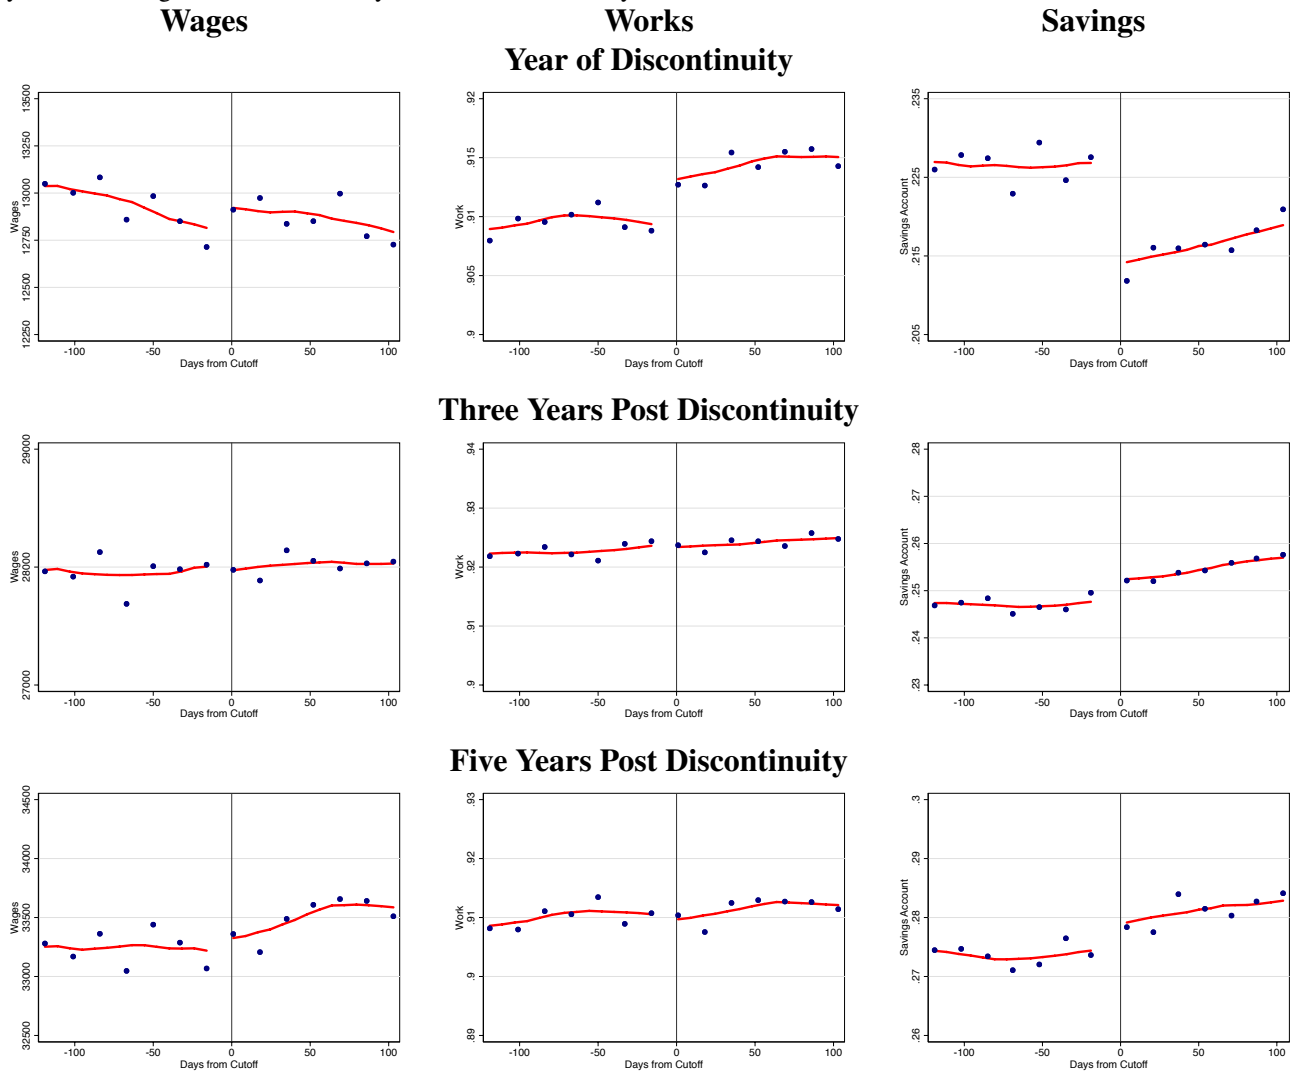 Wages Works Savings
Year of Discontinuity
Wages
13500
13250
13000
12750
12500
12250
-100 -50 0 50 100
Days from Cutoff
Work
.92
.915
.91
.905
.9
-100 -50 0 50 100
Days from Cutoff
Savings Account
.235
.225
.215
.205
-100 -50 0 50 100
Days from Cutoff
Three Years Post Discontinuity
Wages
29000
28000
27000
-100 -50 0 50 100
Days from Cutoff
Work
.94
.93
.92
.91
.9
-100 -50 0 50 100
Days from Cutoff
Savings Account
.28
.27
.26
.25
.24
.23
-100 -50 0 50 100
Days from Cutoff
Five Years Post Discontinuity
Wages
34500
34000
33500
33000
32500
-100 -50 0 50 100
Days from Cutoff
Work
.93
.92
.91
.9
.89
-100 -50 0 50 100
Days from Cutoff
Savings Account
.3
.29
.28
.27
.26
-100 -50 0 50 100
Days from Cutoff